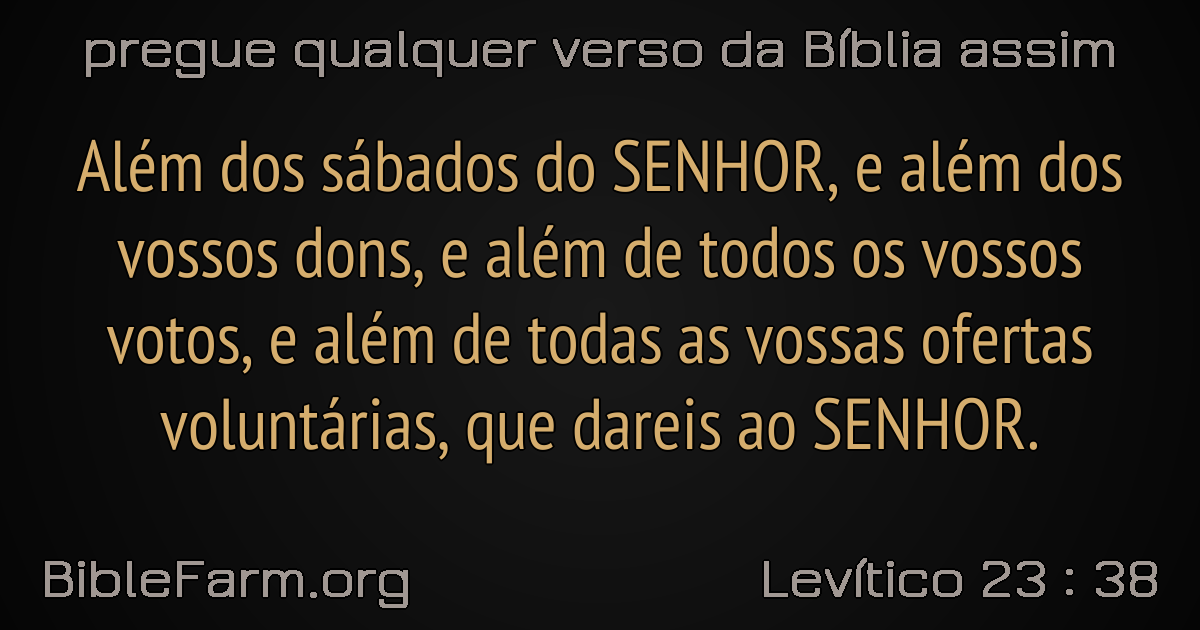 pregue qualquer verso da Bíblia assim
Além dos sábados do SENHOR, e além dos
vossos dons, e além de todos os vossos
votos, e além de todas as vossas ofertas
voluntárias, que dareis ao SENHOR.
BibleFarm.org
Levítico 23 : 38